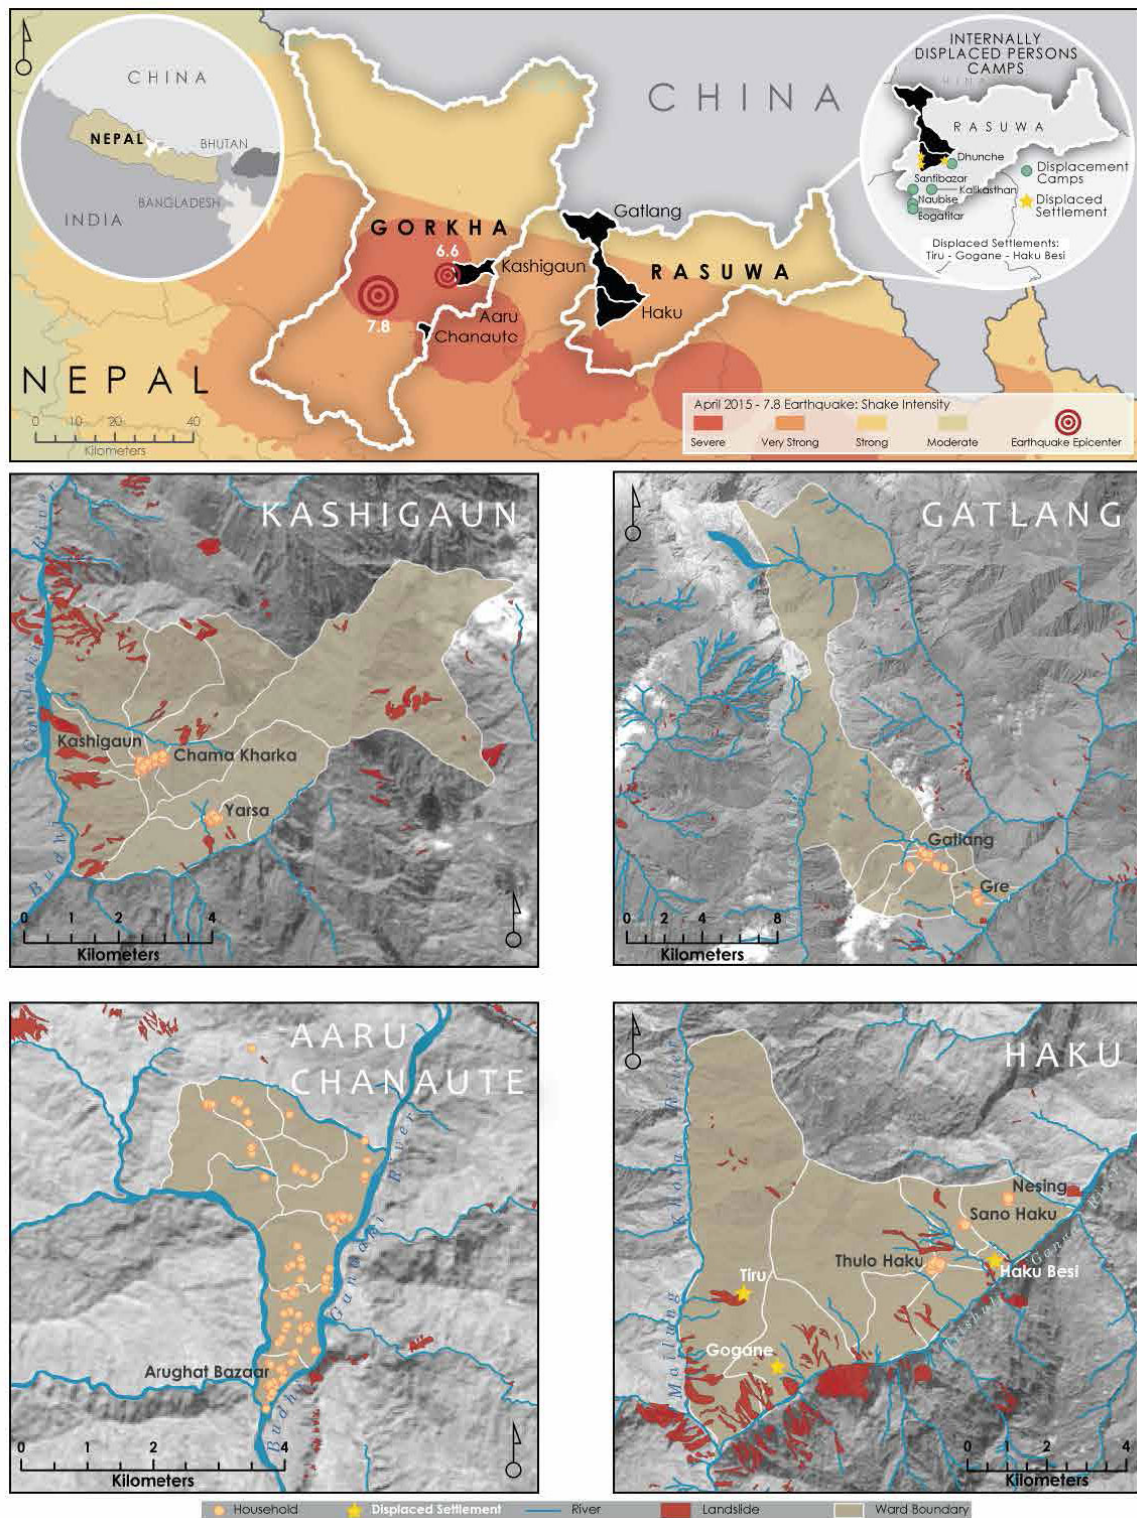 CHINA
NEPAL
BHUTAN
BANGLADESH
INDIA
CHINA
INTERNALLY
DISPLACED PERSONS
CAMPS
RASUWA
Dhunche
Santibazar
Kalikasthan
Naubise
Bogatitar
Displacement
Camps
Displaced
Settlement
Displaced Settlements:
Tiru - Gogane - Haku Besi
GORKHA
6.6
7.8
Kashigaun
Aaru
Chanaute
Gatlang
RASUWA
Haku
NEPAL
0 10 20 40
Kilometers
April 2015 - 7.8 Earthquake: Shake Intensity
Severe Very Strong Strong Moderate Earthquake Epicenter
KASHIGAUN
Budhi Gandaki River
Kashigaun
Chama Kharka
Yarsa
0 1 2 4
Kilometers
GATLANG
Gatlang
Gre
0 2 4 8
Kilometers
AARU
CHANAUTE
Budhi Gandaki River
Arughat Bazaar
0 1 2 4
Kilometers
HAKU
Mailung Khola River
Nesing
Sano Haku
Thulo Haku
Haku Besi
Tiru
Gogane
0 1 2 4
Kilometers
Household Displaced Settlement River Landslide Ward Boundary